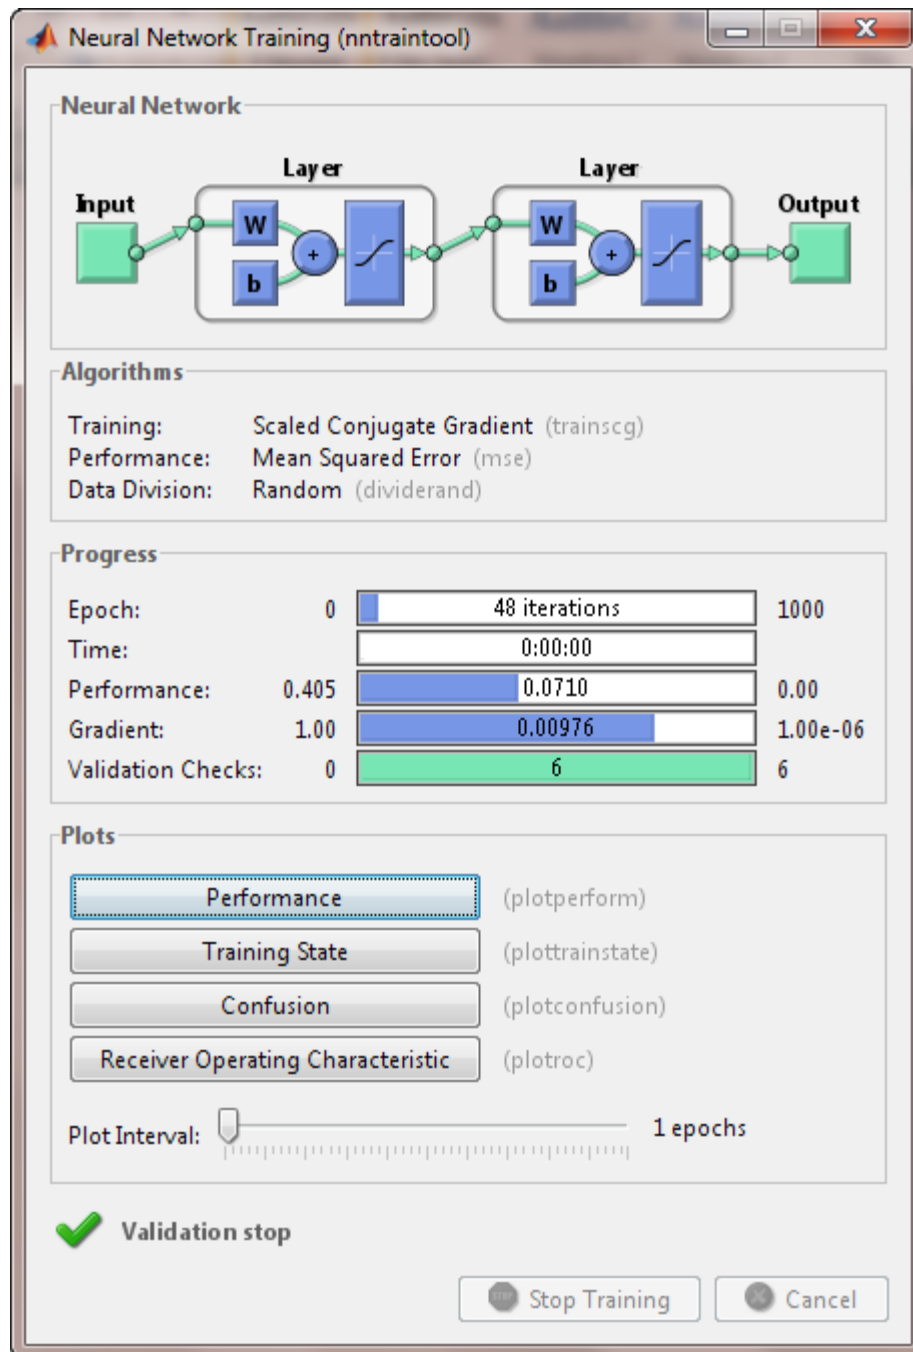 Neural Network Training (nntraintool)
Neural Network
Layer Layer
Input Output
W W
+ +
b b
Algorithms
Training: Scaled Conjugate Gradient (trainscg)
Performance: Mean Squared Error (mse)
Data Division: Random (dividerand)
Progress
Epoch: 0 48 iterations 1000
Time: 0:00:00
Performance: 0.405 0.0710 0.00
Gradient: 1.00 0.00976 1.00e-06
Validation Checks: 0 6 6
Plots
Performance (plotperform)
Training State (plottrainstate)
Confusion (plotconfusion)
Receiver Operating Characteristic (plotroc)
Plot Interval: 1 epochs
Validation stop
STOP Stop Training Cancel